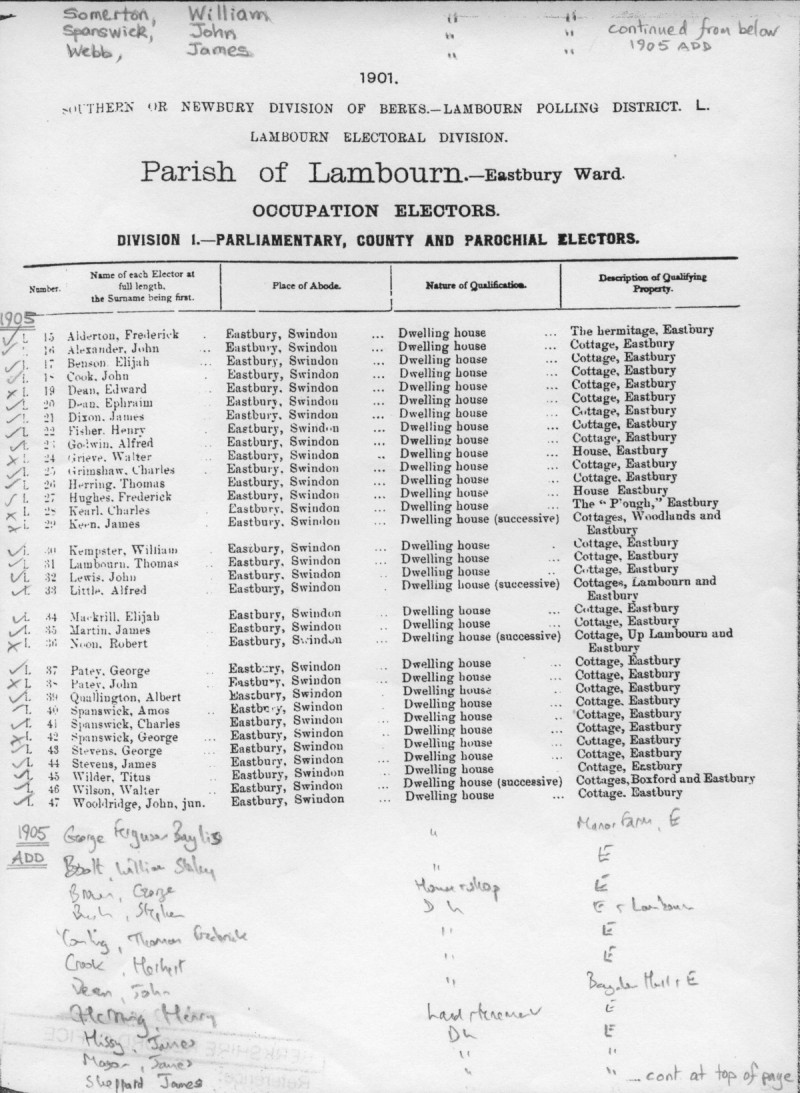 Somerton, William " "
Spanswick, John " " continued from below
Webb, James " " 1905 ADD
1901.
SOUTHERN OR NEWBURY DIVISION OF BERKS.—LAMBOURN POLLING DISTRICT. L.
LAMBOURN ELECTORAL DIVISION.
Parish of Lambourn.—Eastbury Ward.
OCCUPATION ELECTORS.
DIVISION I.—PARLIAMENTARY, COUNTY AND PAROCHIAL ELECTORS.
Number. Name of each Elector at full length, the Surname being first. Place of Abode. Nature of Qualification. Description of Qualifying Property.
1905
✓ L 15 Alderton, Frederick . Eastbury, Swindon ... Dwelling house ... The hermitage, Eastbury
✓ 16 Alexander, John ... Eastbury, Swindon ... Dwelling house ... Cottage, Eastbury
✓ L 17 Benson, Elijah . Eastbury, Swindon ... Dwelling house ... Cottage, Eastbury
✓ L Cook, John . Eastbury, Swindon ... Dwelling house ... Cottage, Eastbury
X L 19 Dean, Edward . Eastbury, Swindon ... Dwelling house ... Cottage, Eastbury
✓ L 20 Dean, Ephraim . Eastbury, Swindon ... Dwelling house ... Cottage, Eastbury
✓ L 21 Dixon, James . Eastbury, Swindon ... Dwelling house ... Cottage, Eastbury
✓ L 22 Fisher, Henry . Eastbury, Swindon ... Dwelling house ... Cottage, Eastbury
✓ L 23 Godwin, Alfred . Eastbury, Swindon ... Dwelling house ... Cottage, Eastbury
X L 24 Grieve, Walter . Eastbury, Swindon .. Dwelling house ... House, Eastbury
✓ L 25 Grimshaw, Charles . Eastbury, Swindon ... Dwelling house ... Cottage, Eastbury
✓ L 26 Herring, Thomas . Eastbury, Swindon ... Dwelling house ... Cottage, Eastbury
✓ L 27 Hughes, Frederick . Eastbury, Swindon ... Dwelling house ... House Eastbury
X L 28 Kearl, Charles . Eastbury, Swindon ... Dwelling house ... The "P'ough," Eastbury
X L 29 Keen, James . Eastbury, Swindon ... Dwelling house (successive) Cottages, Woodlands and
Eastbury
✓ L 30 Kempster, William Eastbury, Swindon ... Dwelling house . Cottage, Eastbury
✓ L 31 Lambourn, Thomas .. Eastbury, Swindon .. Dwelling house ... Cottage, Eastbury
✓ L 32 Lewis, John .. Eastbury, Swindon . Dwelling house ... Cottage, Eastbury
✓ L 33 Little, Alfred .. Eastbury, Swindon . Dwelling house (successive) Cottages, Lambourn and
Eastbury
✓ L 34 Mackrill, Elijah .. Eastbury, Swindon . Dwelling house ... Cottage, Eastbury
✓ L 35 Martin, James .. Eastbury, Swindon . Dwelling house ... Cottage, Eastbury
X L 36 Noon, Robert .. Eastbury, Swindon ... Dwelling house (successive) Cottage, Up Lambourn and
Eastbury
✓ L 37 Patey, George .. Eastbury, Swindon ... Dwelling house .. Cottage, Eastbury
X L Patey, John .. Eastbury, Swindon ... Dwelling house .. Cottage, Eastbury
✓ L 39 Quallington, Albert .. Eastbury, Swindon ... Dwelling house ... Cottage, Eastbury
✓ L 40 Spanswick, Amos .. Eastbury, Swindon ... Dwelling house ... Cottage, Eastbury
✓ L 41 Spanswick, Charles .. Eastbury, Swindon ... Dwelling house ... Cottage, Eastbury
X L 42 Spanswick, George ... Eastbury, Swindon ... Dwelling house ... Cottage, Eastbury
✓ L 43 Stevens, George ... Eastbury, Swindon ... Dwelling house ... Cottage, Eastbury
✓ L 44 Stevens, James .. Eastbury, Swindon ... Dwelling house ... Cottage, Eastbury
✓ L 45 Wilder, Titus .. Eastbury, Swindon ... Dwelling house ... Cottage, Eastbury
✓ L 46 Wilson, Walter .. Eastbury, Swindon ... Dwelling house (successive) Cottages, Boxford and Eastbury
✓ L 47 Wooldridge, John, jun. Eastbury, Swindon ... Dwelling house ... Cottage, Eastbury
1905 George Ferguson Bayliss " Manor Farm, E
ADD William " E
George House & shop E
, Stephen D h E & Lambourn
, Thomas Frederick " E
Crook, Herbert " E
Dean, John " & E
Henry E
Missy, James Dh E
Mason, James " "
Sheppard James " " ... cont at top of page